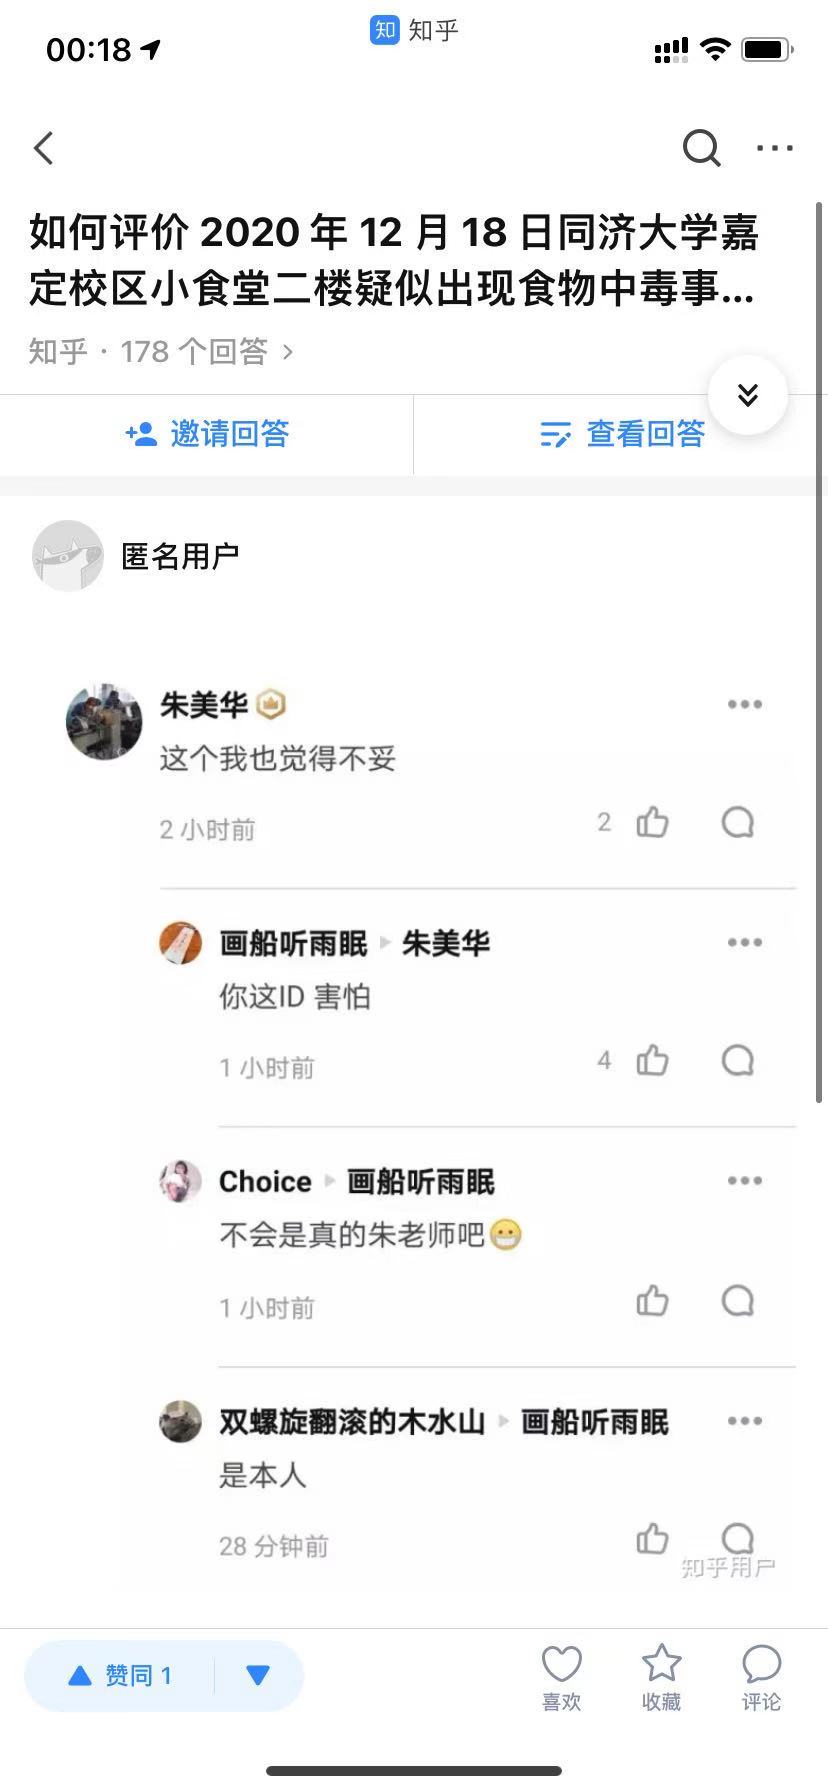 00:18
知 知乎
如何评价 2020 年 12 月 18 日同济大学嘉
定校区小食堂二楼疑似出现食物中毒事...
知乎 · 178 个回答 >
邀请回答
查看回答
匿名用户
朱美华
这个我也觉得不妥
2 小时前 2
画船听雨眠 ▸ 朱美华
你这ID 害怕
1 小时前 4
Choice ▸ 画船听雨眠
不会是真的朱老师吧😬
1 小时前
双螺旋翻滚的木水山 ▸ 画船听雨眠
是本人
28 分钟前
知乎用户
赞同 1
喜欢
收藏
评论